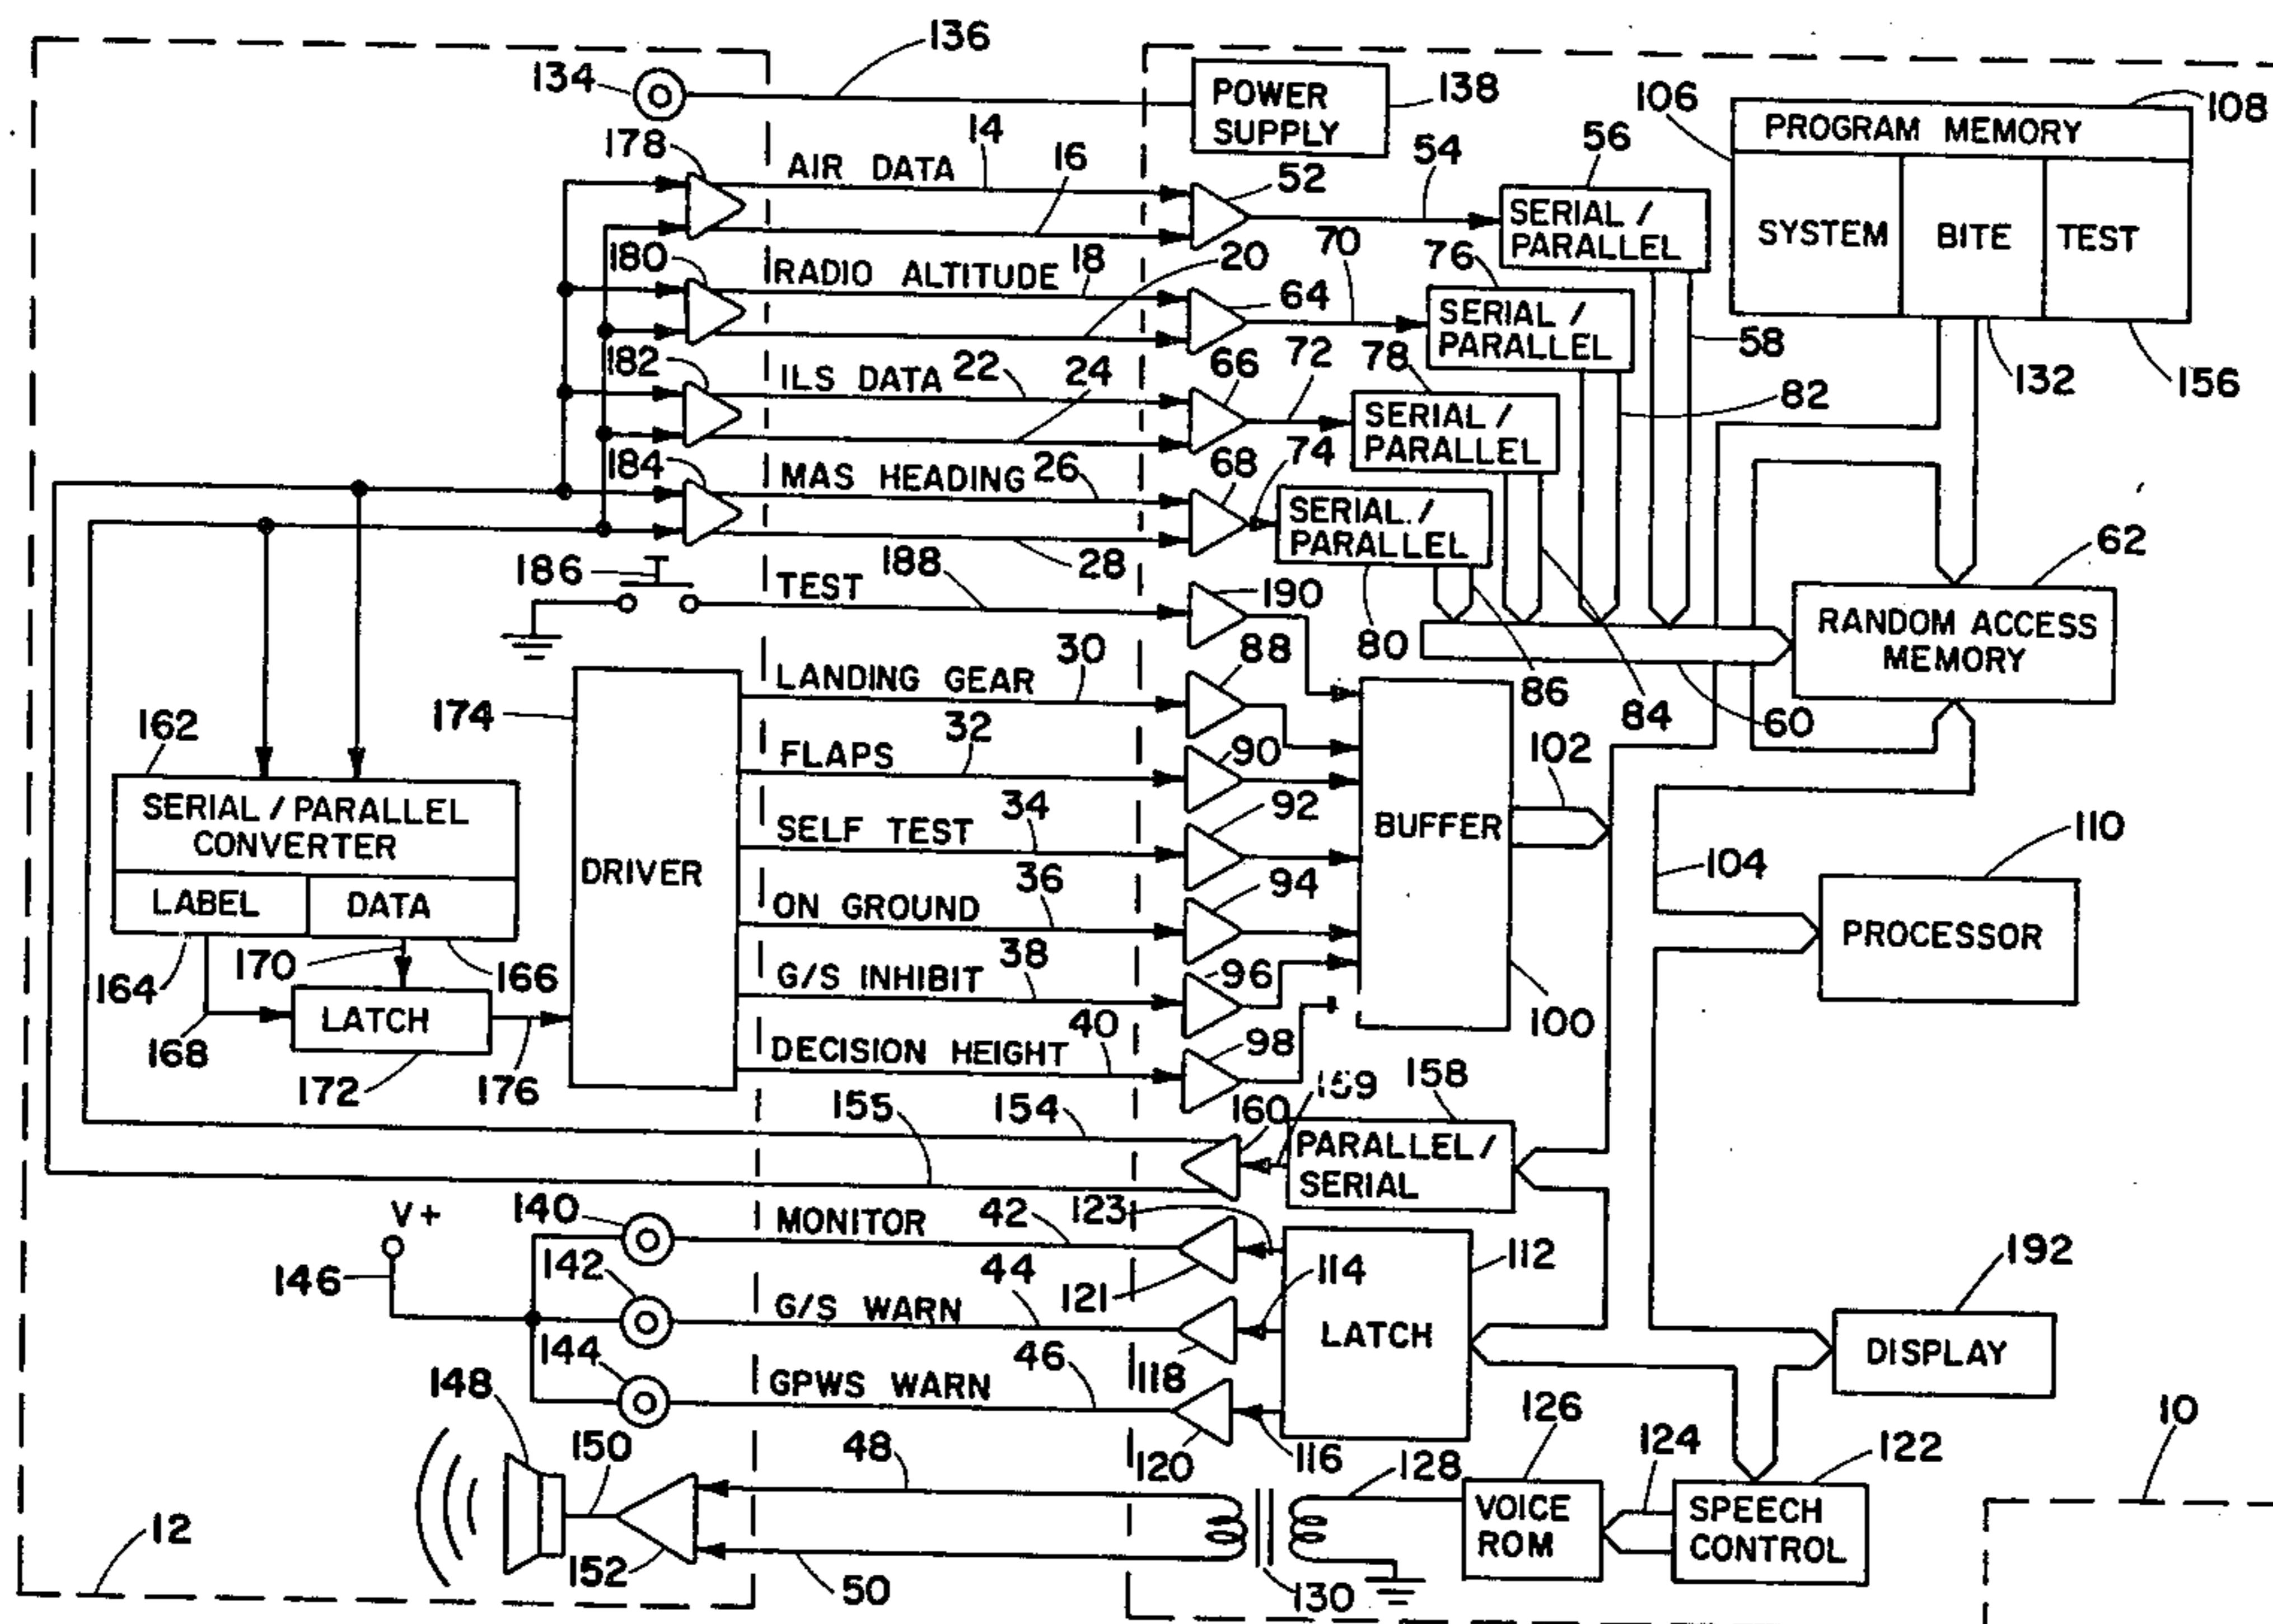 136
134
POWER
SUPPLY
138
106
108
PROGRAM MEMORY
SYSTEM
BITE
TEST
132
156
178
AIR DATA
14
16
52
54
56
SERIAL /
PARALLEL
58
180
RADIO ALTITUDE
18
20
64
70
76
SERIAL /
PARALLEL
82
182
ILS DATA
22
24
66
72
78
SERIAL /
PARALLEL
184
MAS HEADING
26
28
68
74
SERIAL /
PARALLEL
80
86
84
60
62
RANDOM ACCESS
MEMORY
186
TEST
188
190
LANDING GEAR
30
88
174
DRIVER
FLAPS
32
90
SELF TEST
34
92
ON GROUND
36
94
G/S INHIBIT
38
96
DECISION HEIGHT
40
98
BUFFER
100
102
104
110
PROCESSOR
162
SERIAL / PARALLEL
CONVERTER
LABEL
DATA
164
170
166
168
LATCH
172
176
155
154
160
159
158
PARALLEL /
SERIAL
V+
146
140
MONITOR
42
123
121
112
LATCH
142
G/S WARN
44
114
118
144
GPWS WARN
46
120
116
192
DISPLAY
148
150
152
48
50
128
130
126
VOICE
ROM
124
122
SPEECH
CONTROL
12
10